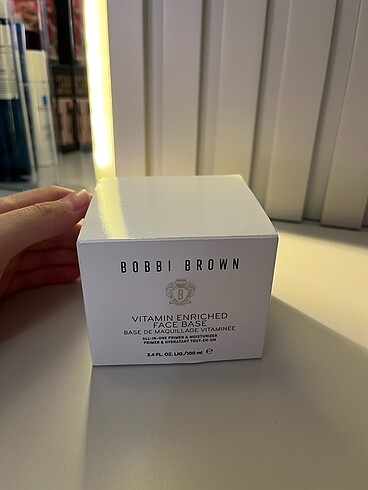 BOBBI BROWN
B
VITAMIN ENRICHED
FACE BASE
BASE DE MAQUILLAGE VITAMINÉE
ALL-IN-ONE PRIMER & MOISTURIZER
PRIMER & HYDRATANT TOUT-EN-UN
3.4 FL. OZ. LIQ./100 ml ℮